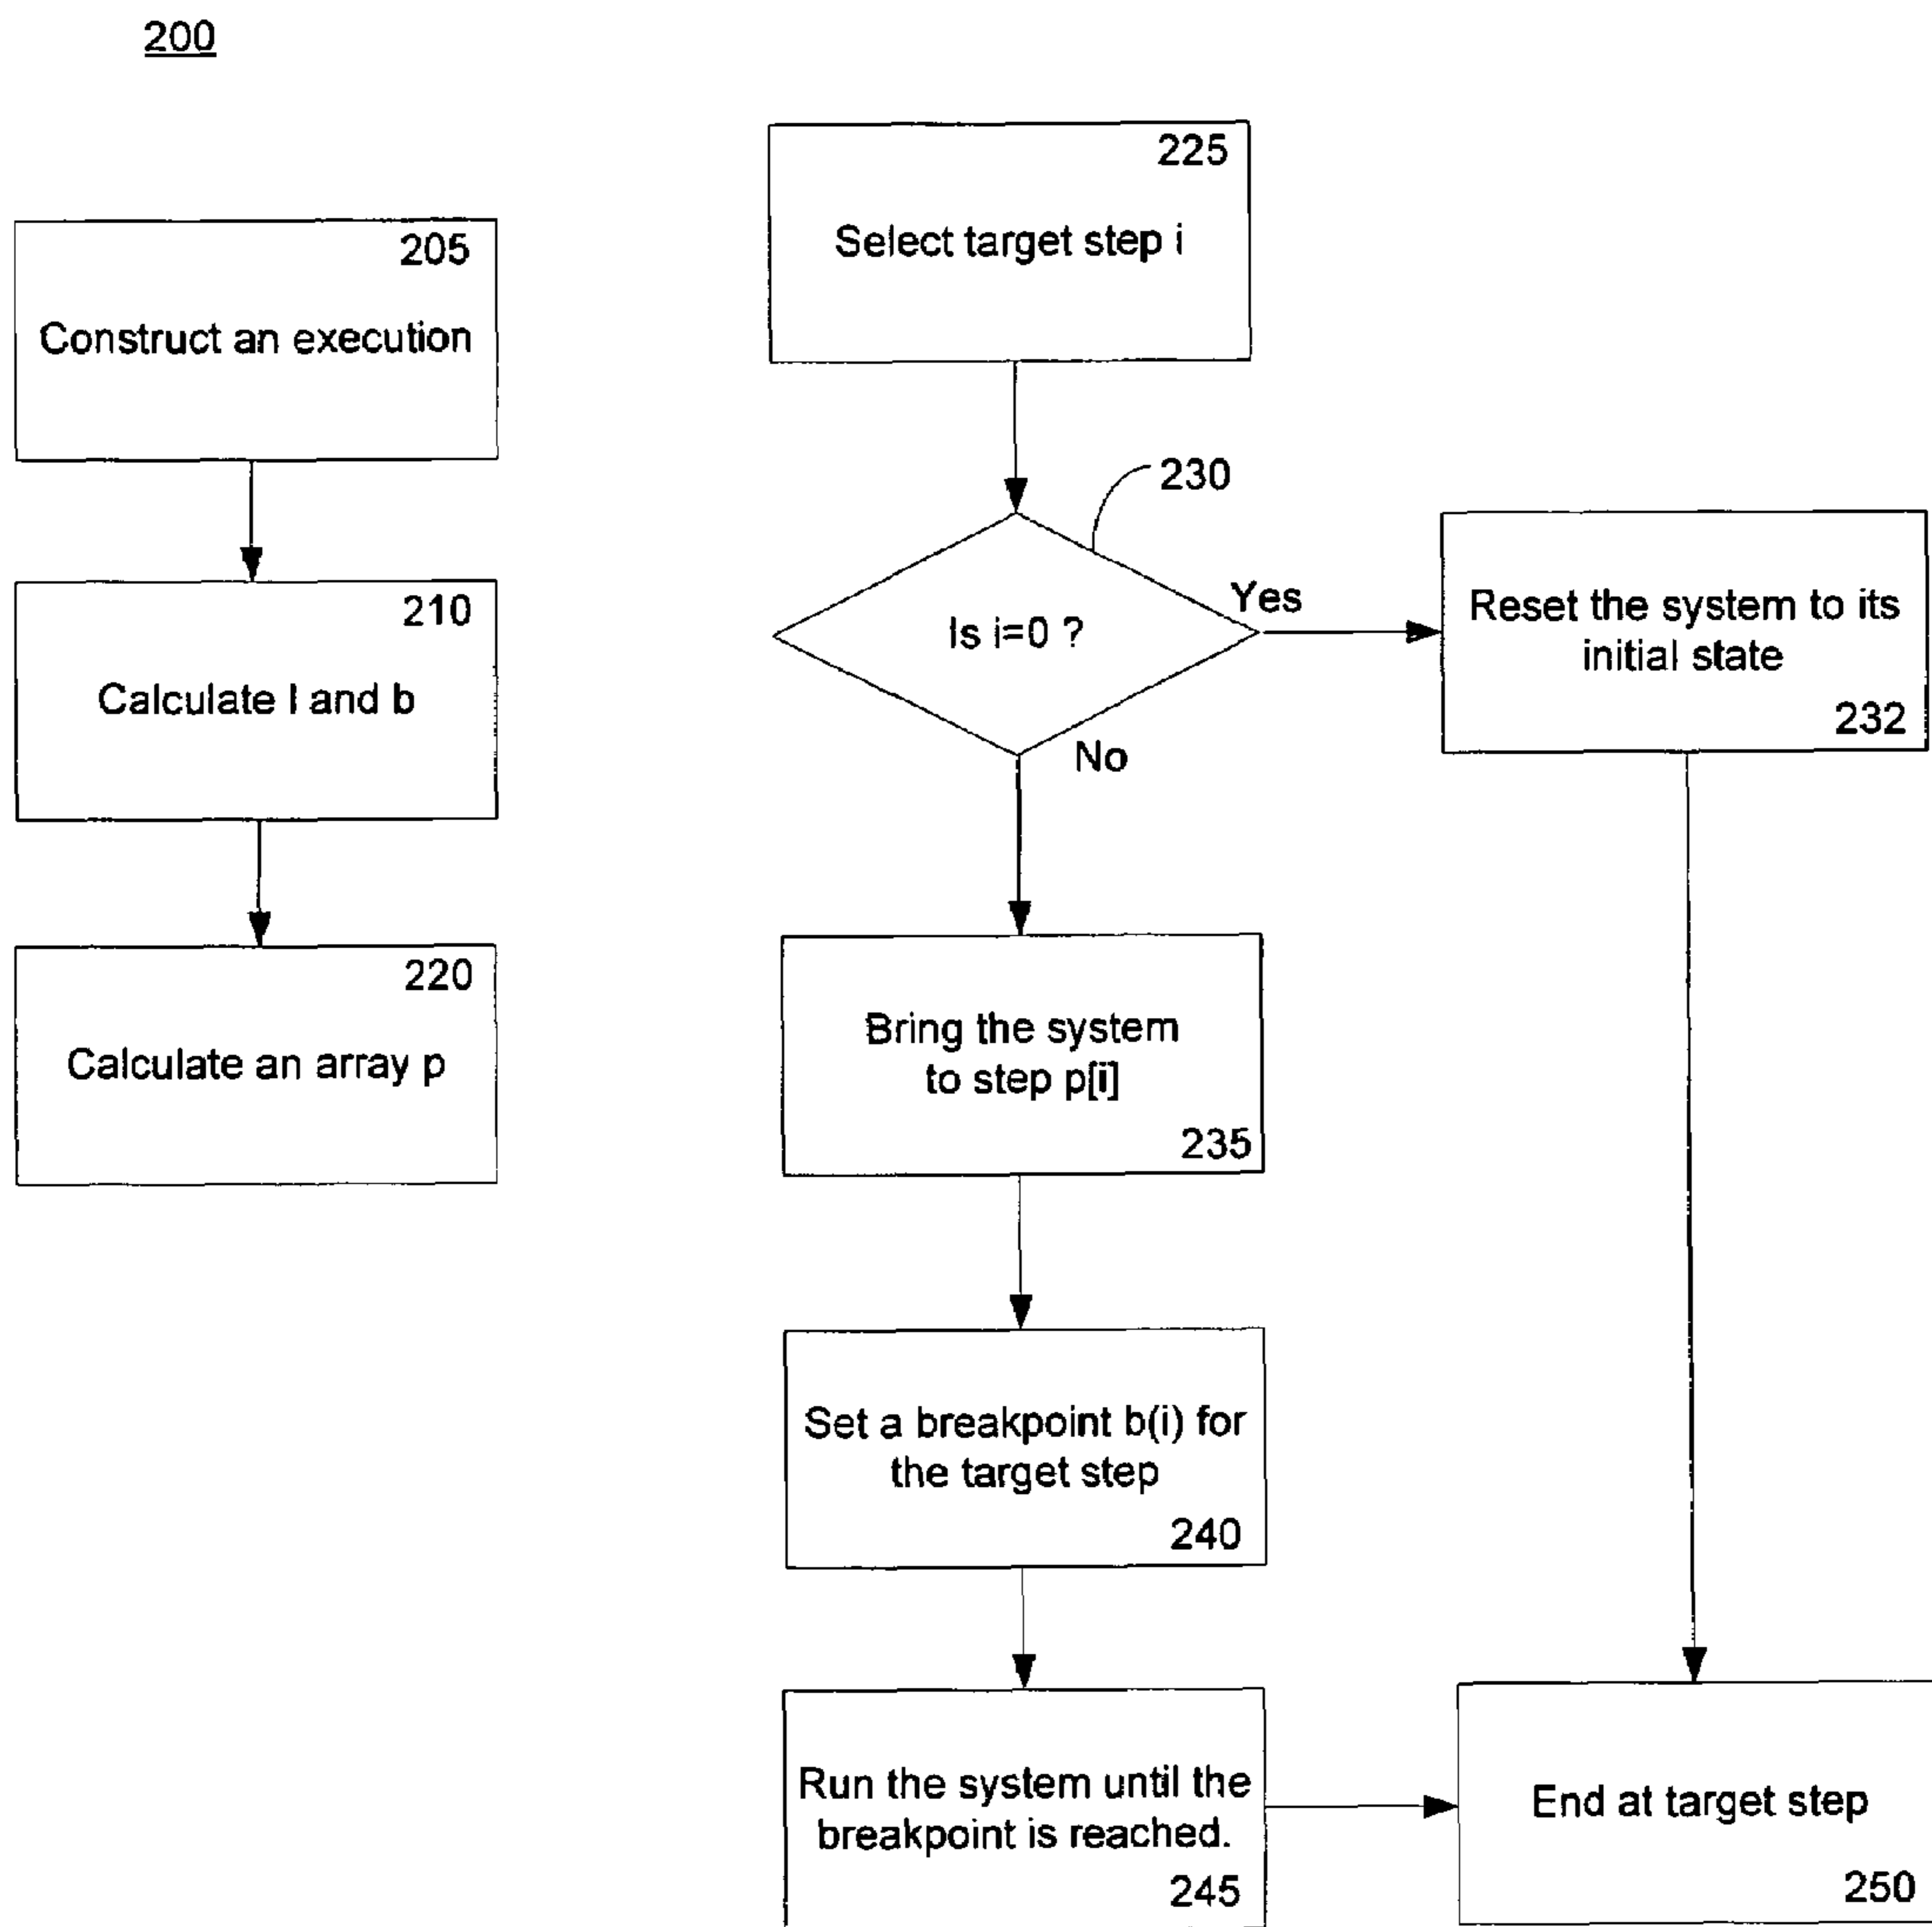 200
205
Construct an execution
210
Calculate l and b
220
Calculate an array p
225
Select target step i
230
Is i=0 ?
Yes
No
Reset the system to its
initial state
232
Bring the system
to step p[i]
235
Set a breakpoint b(i) for
the target step
240
Run the system until the
breakpoint is reached.
245
End at target step
250